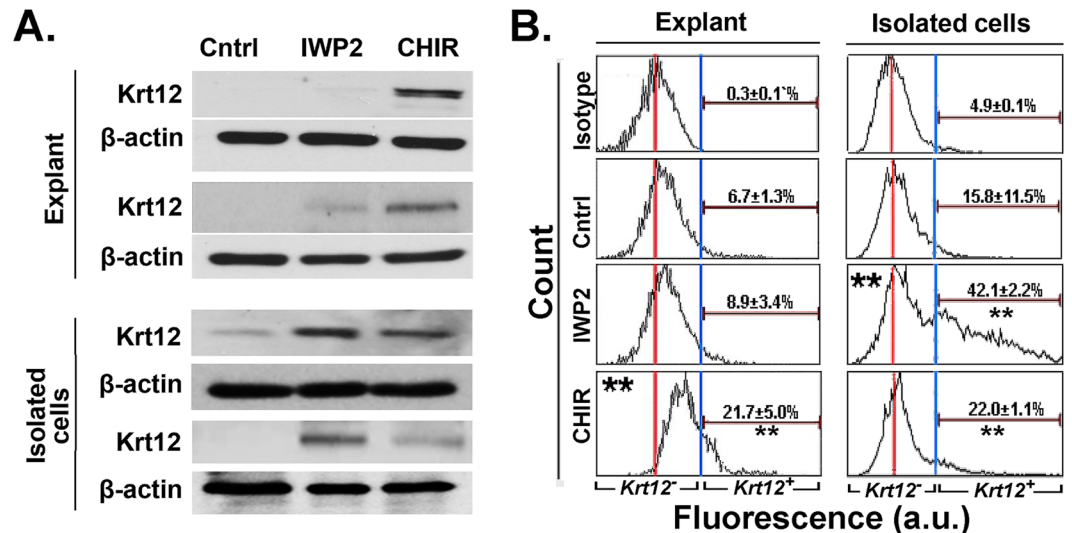 A.
Cntrl IWP2 CHIR
Explant
Krt12
β-actin
Krt12
β-actin
Isolated
cells
Krt12
β-actin
Krt12
β-actin
B.
Explant Isolated cells
Count
Isotype
0.3±0.1`% 4.9±0.1%
Cntrl
6.7±1.3% 15.8±11.5%
IWP2
8.9±3.4% ** 42.1±2.2%
**
CHIR
** 21.7±5.0% 22.0±1.1%
** **
Krt12⁻ Krt12⁺ Krt12⁻ Krt12⁺
Fluorescence (a.u.)